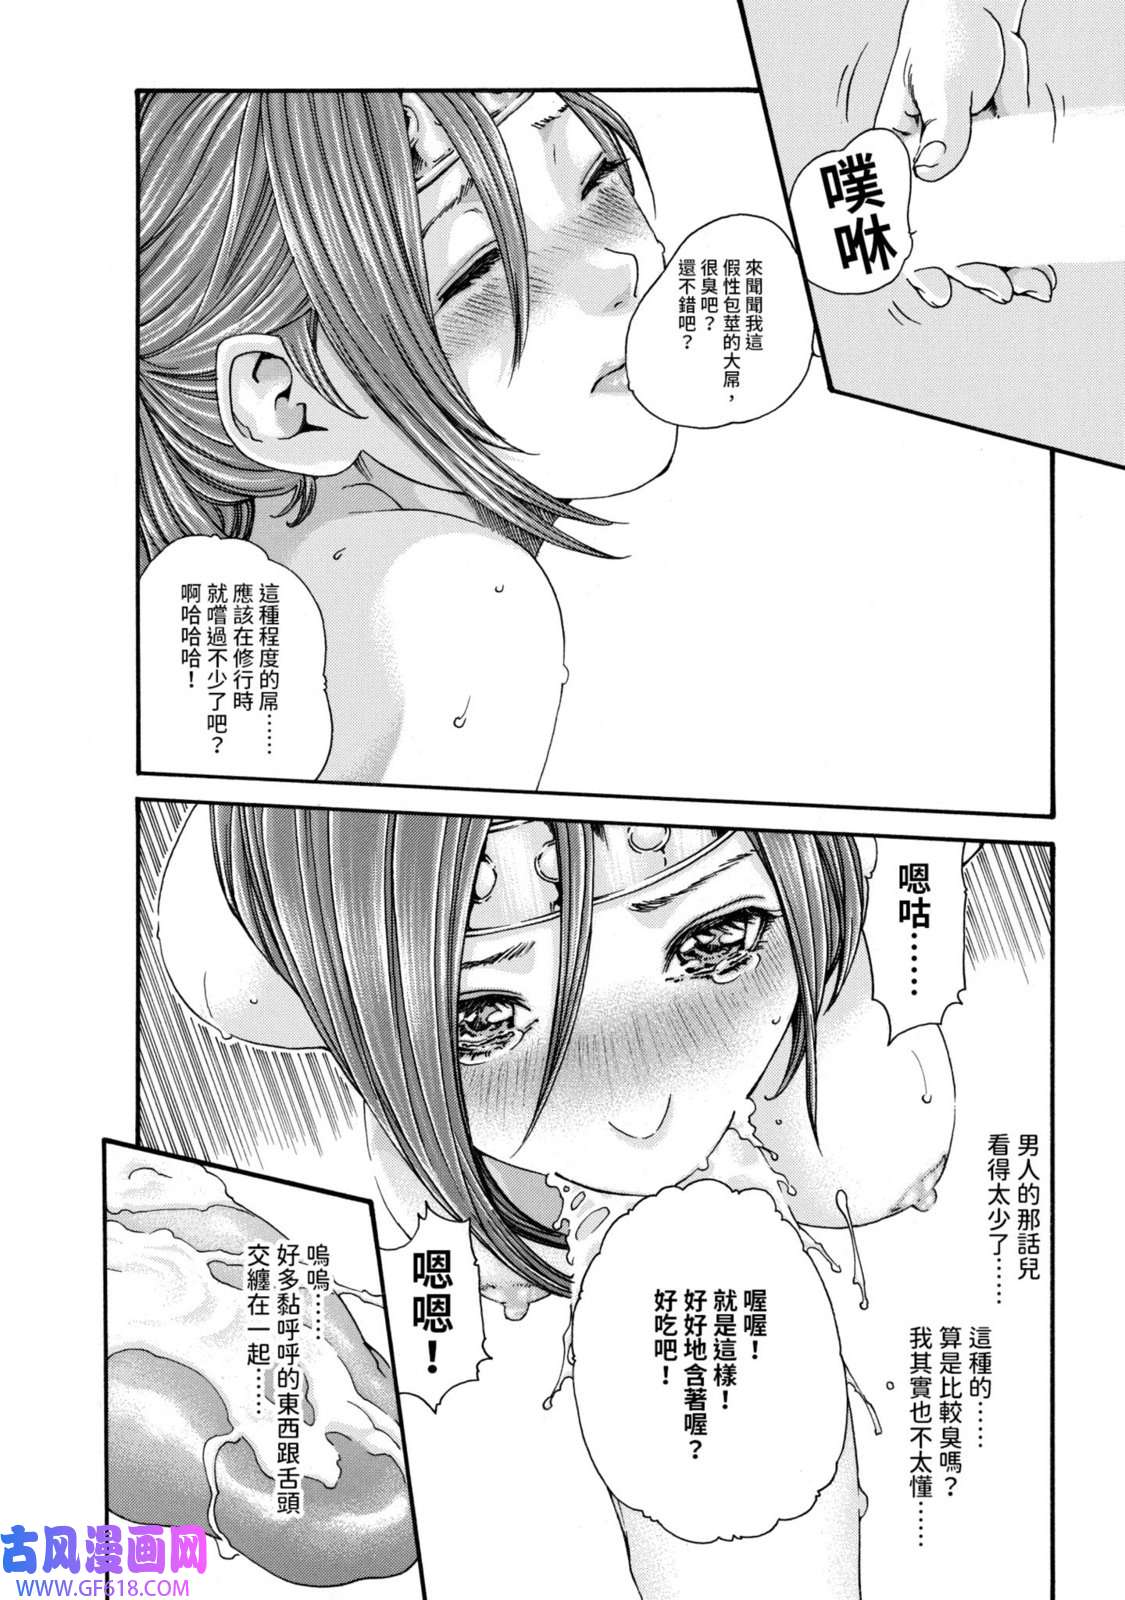 噗咻
來聞聞我這
假性包莖的大屌，
很臭吧？
還不錯吧？
這種程度的屌……
應該在修行時
就嚐過不少了吧？
啊哈哈哈！
嗯咕……
男人的那話兒
看得太少了……
這種的……
算是比較臭嗎？
我其實也不太懂……。
喔喔！
就是這樣！
好好地含著喔？
好吃吧！
嗯嗯！
嗚嗚……
好多黏呼呼的東西跟舌頭
交纏在一起……
古风漫画网
WWW.GF618.COM